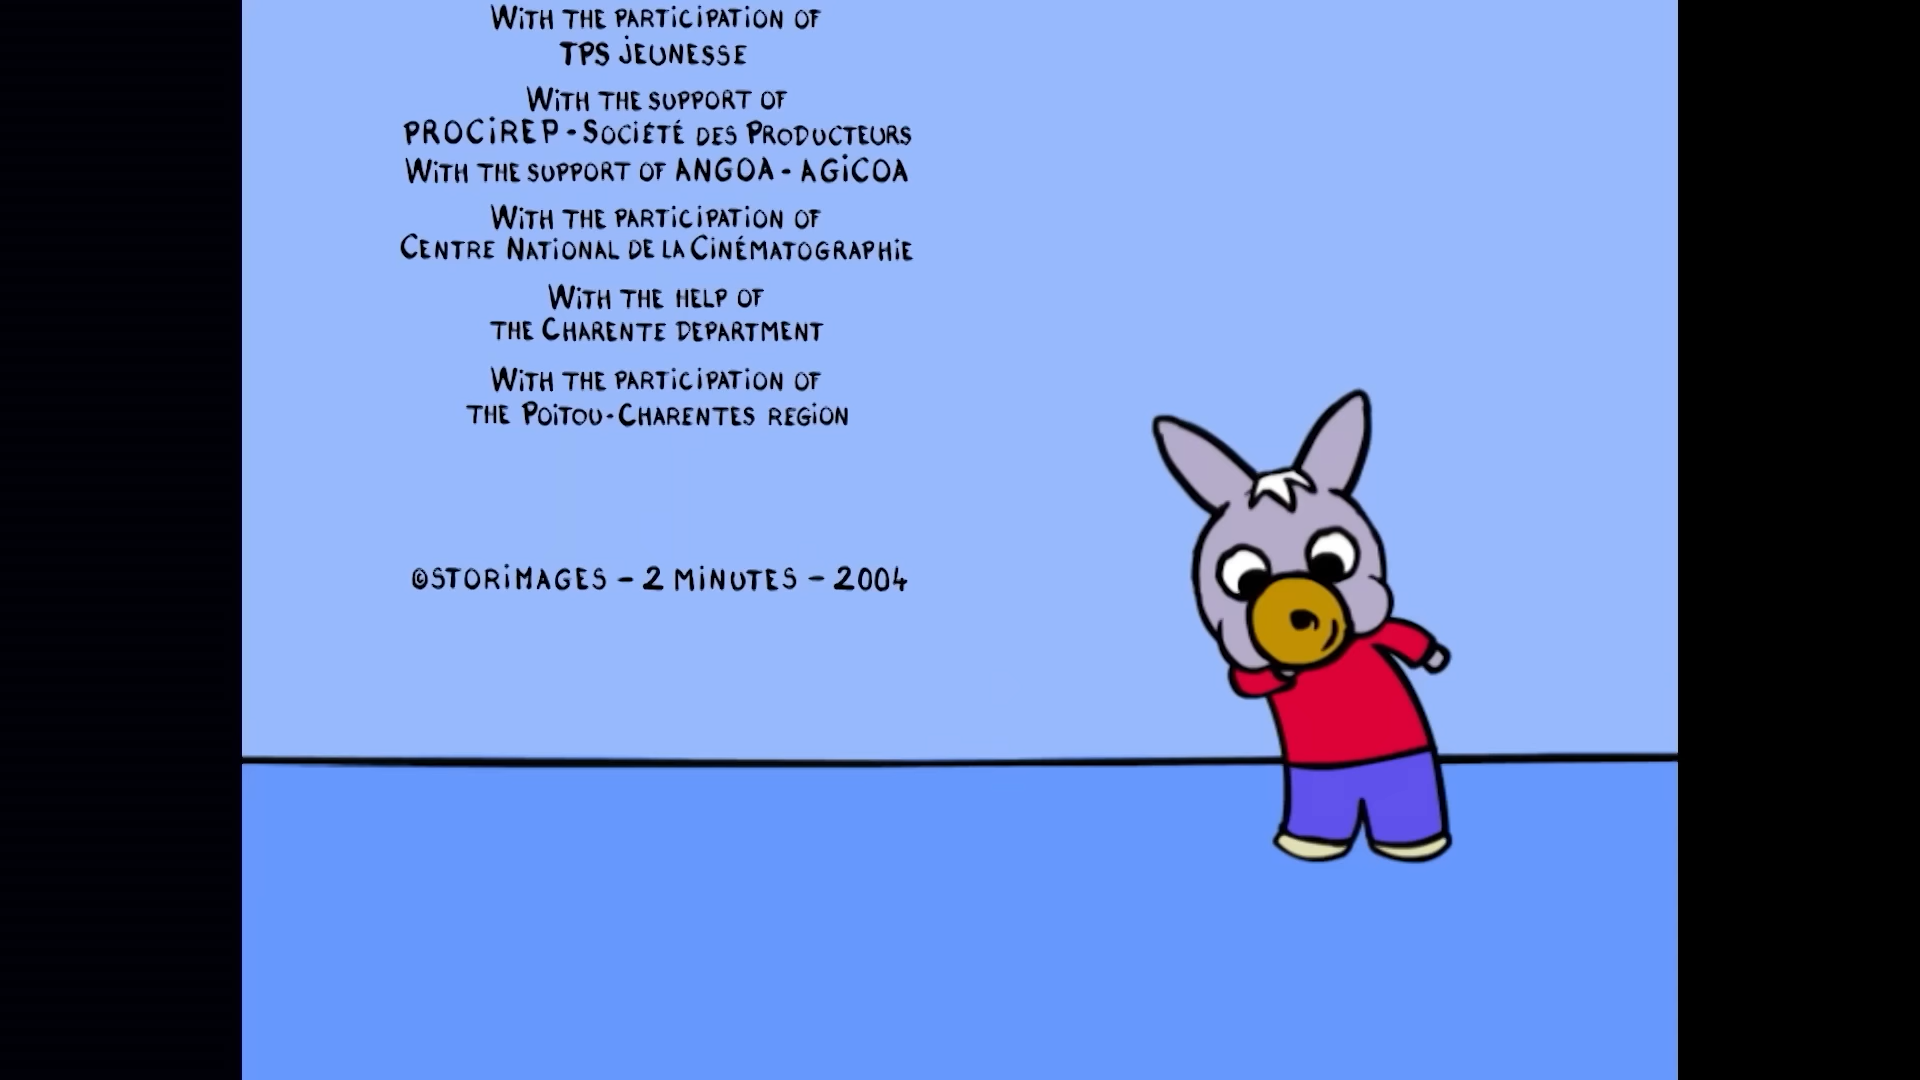 WiTH THE PARTiCiPATiON OF
TPS JEUNESSE
WiTH THE SUPPORT OF
PROCiREP - SOCiÉTÉ DES PRODUCTEURS
WiTH THE SUPPORT OF ANGOA - AGiCOA
WiTH THE PARTiCiPATiON OF
CENTRE NATiONAL DE LA CiNÉMATOGRAPHiE
WiTH THE HELP OF
THE CHARENTE DEPARTMENT
WiTH THE PARTiCiPATiON OF
THE POiTOU-CHARENTES REGiON
©STORiMAGES - 2 MiNUTES - 2004